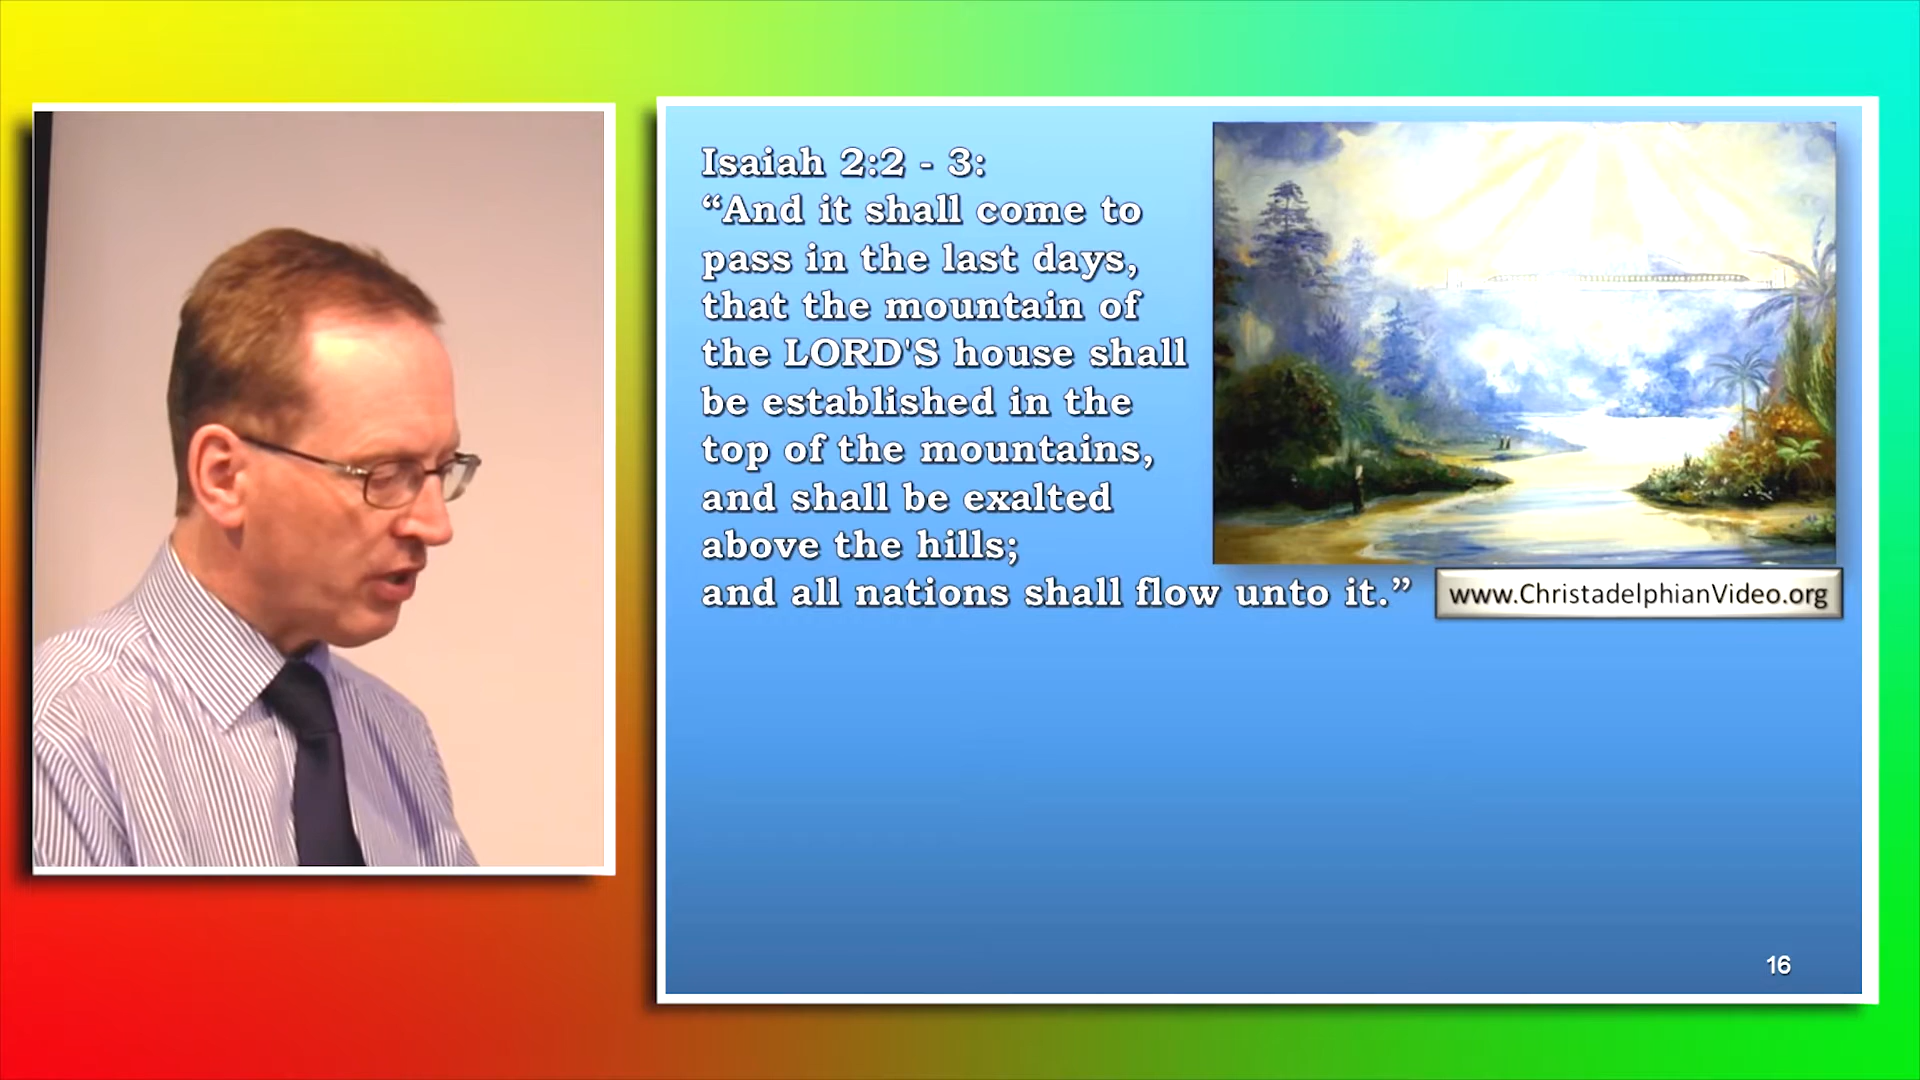 Isaiah 2:2 - 3:
“And it shall come to
pass in the last days,
that the mountain of
the LORD'S house shall
be established in the
top of the mountains,
and shall be exalted
above the hills;
and all nations shall flow unto it.”
www.ChristadelphianVideo.org
16